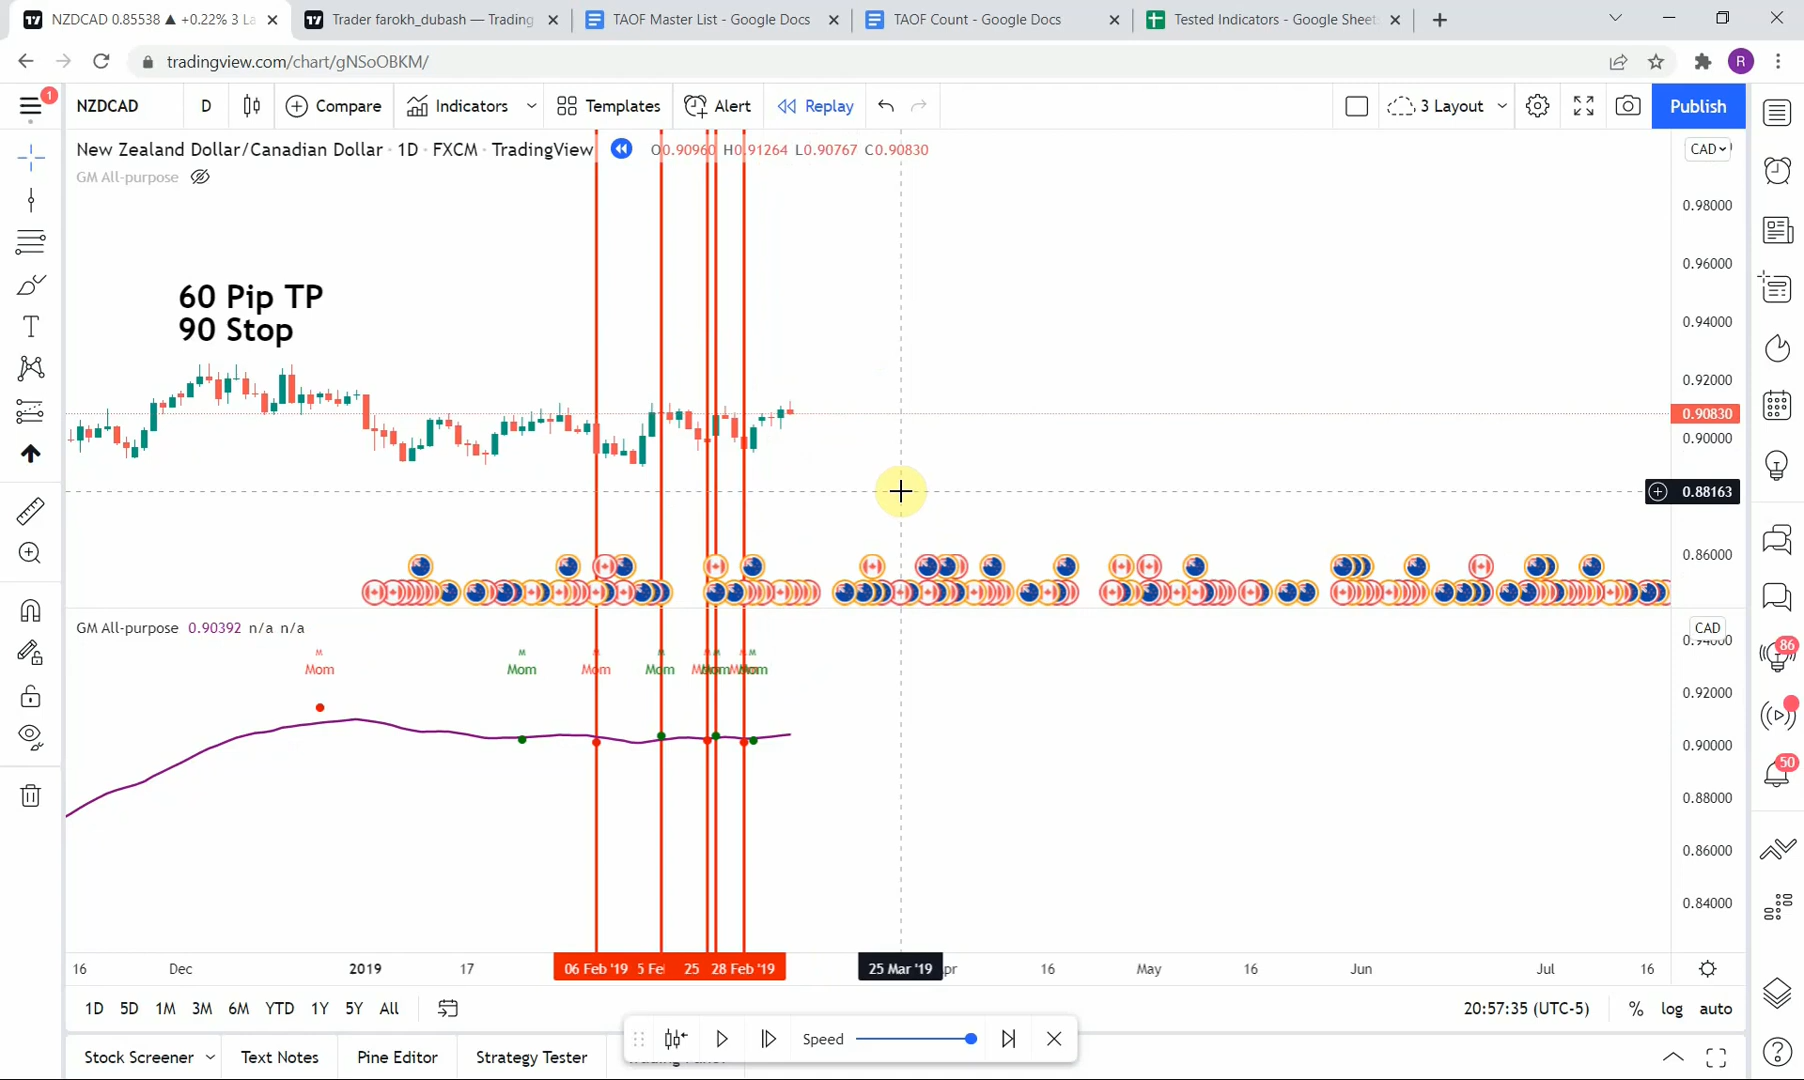 NZDCAD 0.85538 ▲ +0.22% 3 La
Trader farokh_dubash — Trading
TAOF Master List - Google Docs
TAOF Count - Google Docs
Tested Indicators - Google Sheet
tradingview.com/chart/gNSoOBKM/
R
1
NZDCAD
D
Compare
Indicators
Templates
Alert
Replay
3 Layout
Publish
New Zealand Dollar/Canadian Dollar · 1D · FXCM · TradingView
O0.90960 H0.91264 L0.90767 C0.90830
CAD
GM All-purpose
0.98000
0.96000
60 Pip TP
90 Stop
0.94000
0.92000
0.90830
0.90000
0.88163
0.86000
GM All-purpose 0.90392 n/a n/a
CAD
0.94000
M M M M M M
Mom Mom Mom Mom Mom Mom
86
0.92000
0.90000
50
0.88000
0.86000
0.84000
16 Dec 2019 17 06 Feb '19 5 Fe 25 28 Feb '19 25 Mar '19 pr 16 May 16 Jun Jul 16
1D 5D 1M 3M 6M YTD 1Y 5Y All
20:57:35 (UTC-5) % log auto
Speed
Stock Screener Text Notes Pine Editor Strategy Tester